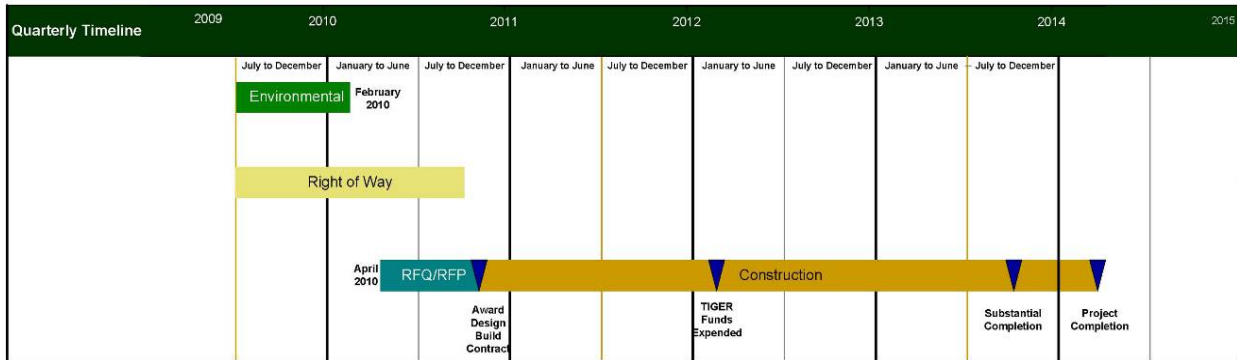 Quarterly Timeline 2009 2010 2011 2012 2013 2014 2015
July to December January to June July to December January to June July to December January to June July to December January to June July to December
Environmental
February
2010
Right of Way
April
2010
RFQ/RFP
Construction
Award
Design
Build
Contract
TIGER
Funds
Expended
Substantial
Completion
Project
Completion